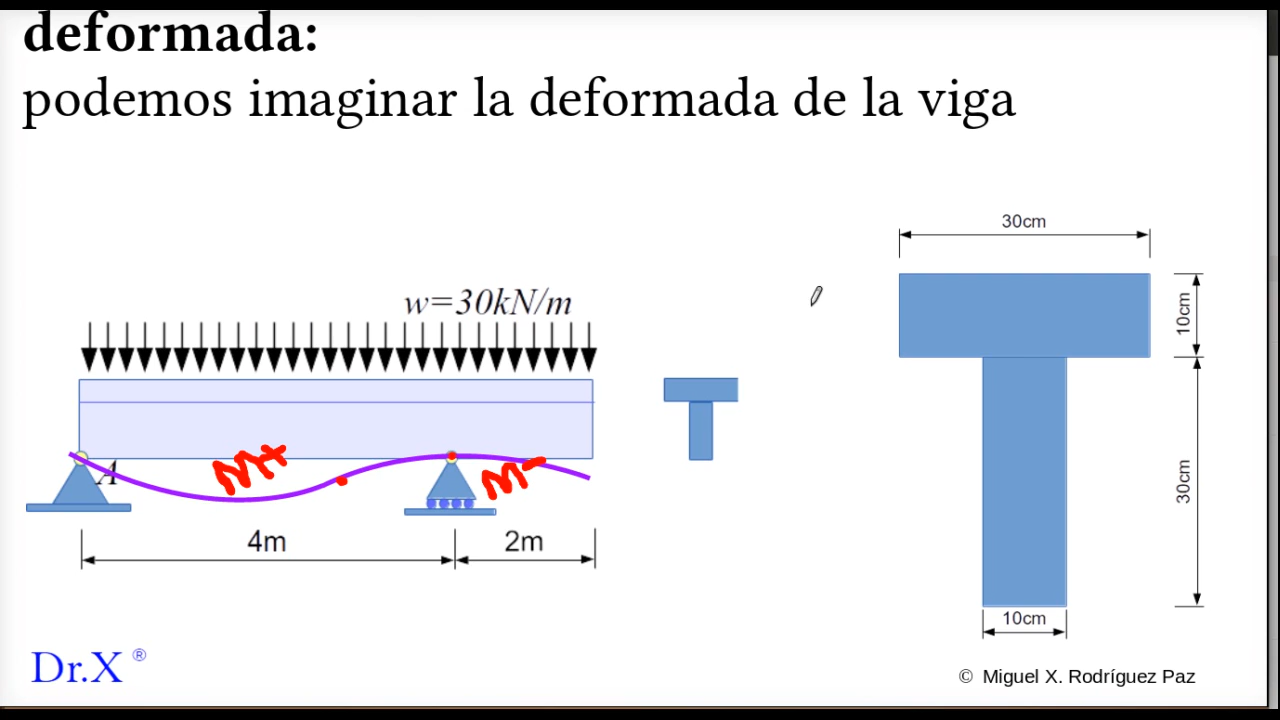 deformada:
podemos imaginar la deformada de la viga
30cm
w=30kN/m
10cm
A
M+
M-
30cm
4m
2m
10cm
Dr.X ®
© Miguel X. Rodríguez Paz